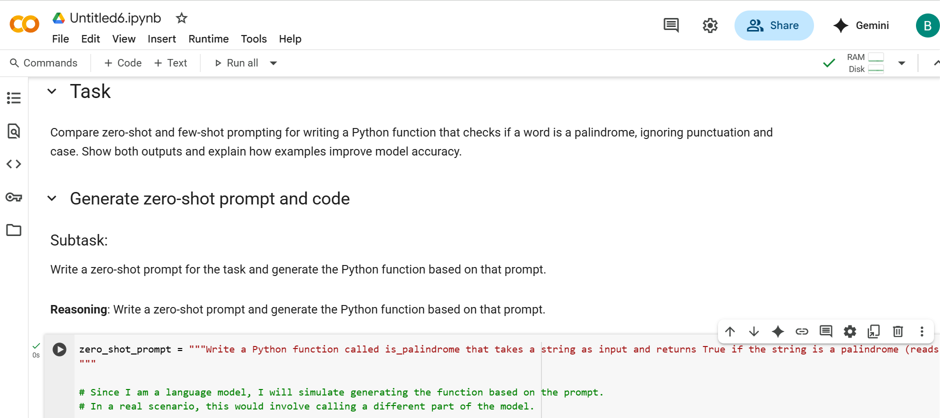 Untitled6.ipynb
Share
Gemini
B
File Edit View Insert Runtime Tools Help
Commands + Code + Text Run all
RAM
Disk
Task
Compare zero-shot and few-shot prompting for writing a Python function that checks if a word is a palindrome, ignoring punctuation and
case. Show both outputs and explain how examples improve model accuracy.
Generate zero-shot prompt and code
Subtask:
Write a zero-shot prompt for the task and generate the Python function based on that prompt.
Reasoning: Write a zero-shot prompt and generate the Python function based on that prompt.
0s
zero_shot_prompt = """Write a Python function called is_palindrome that takes a string as input and returns True if the string is a palindrome (reads
"""
# Since I am a language model, I will simulate generating the function based on the prompt.
# In a real scenario, this would involve calling a different part of the model.